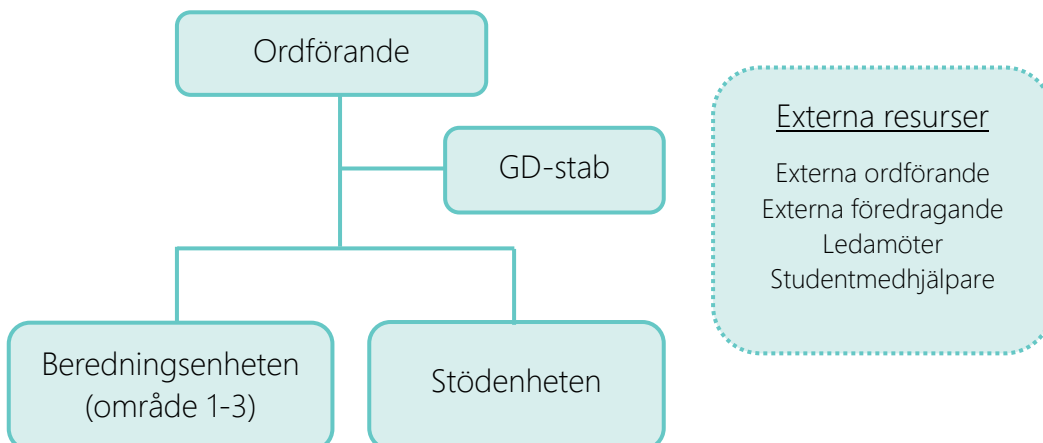 Ordförande
GD-stab
Beredningsenheten
(område 1-3)
Stödenheten
Externa resurser
Externa ordförande
Externa föredragande
Ledamöter
Studentmedhjälpare